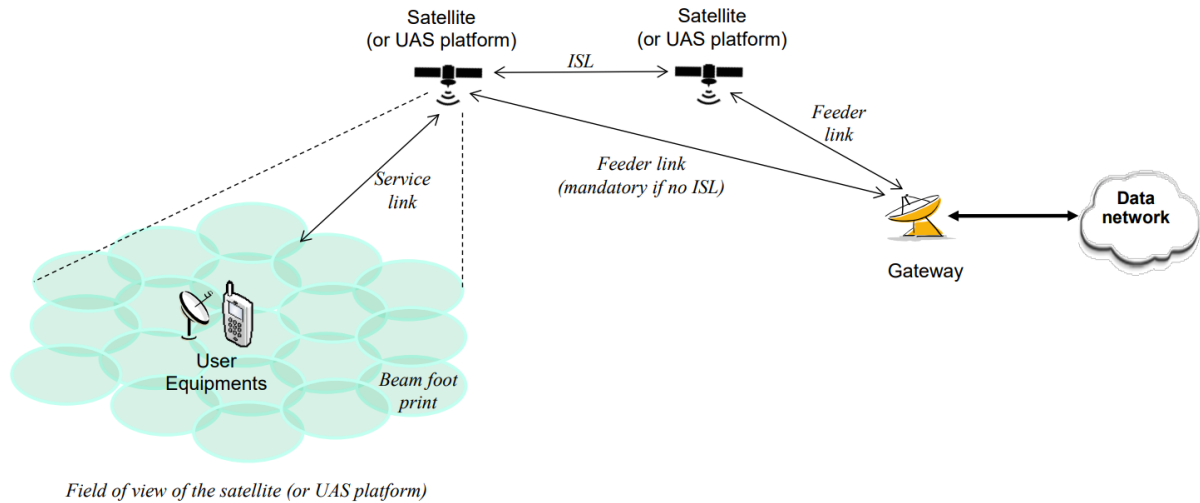 Satellite
(or UAS platform)
Satellite
(or UAS platform)
ISL
Feeder
link
Feeder link
(mandatory if no ISL)
Service
link
Data
network
Gateway
User
Equipments
Beam foot
print
Field of view of the satellite (or UAS platform)